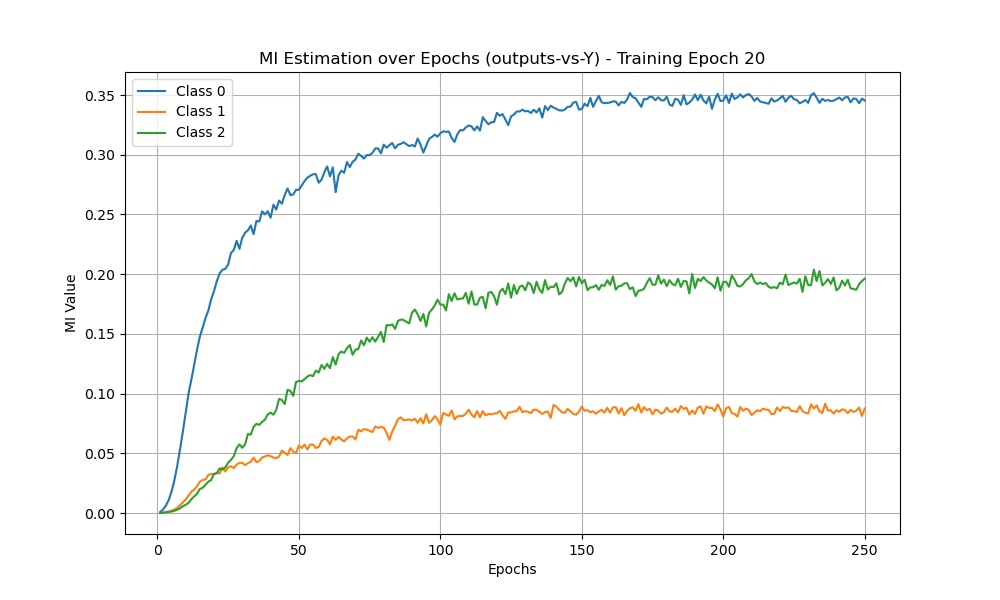 MI Estimation over Epochs (outputs-vs-Y) - Training Epoch 20
Class 0
Class 1
Class 2
MI Value
0.35
0.30
0.25
0.20
0.15
0.10
0.05
0.00
0
50
100
150
200
250
Epochs